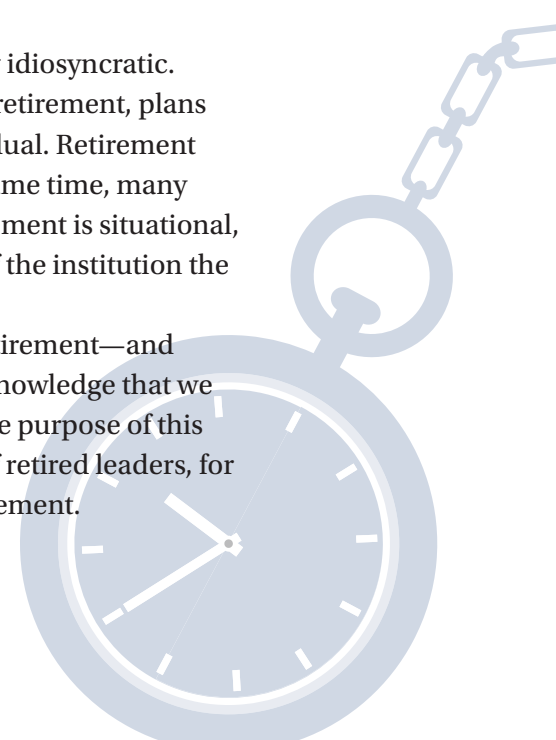 idiosyncratic.
retirement, plans
dual. Retirement
ame time, many
ment is situational,
f the institution the
irement—and
nowledge that we
e purpose of this
f retired leaders, for
ement.